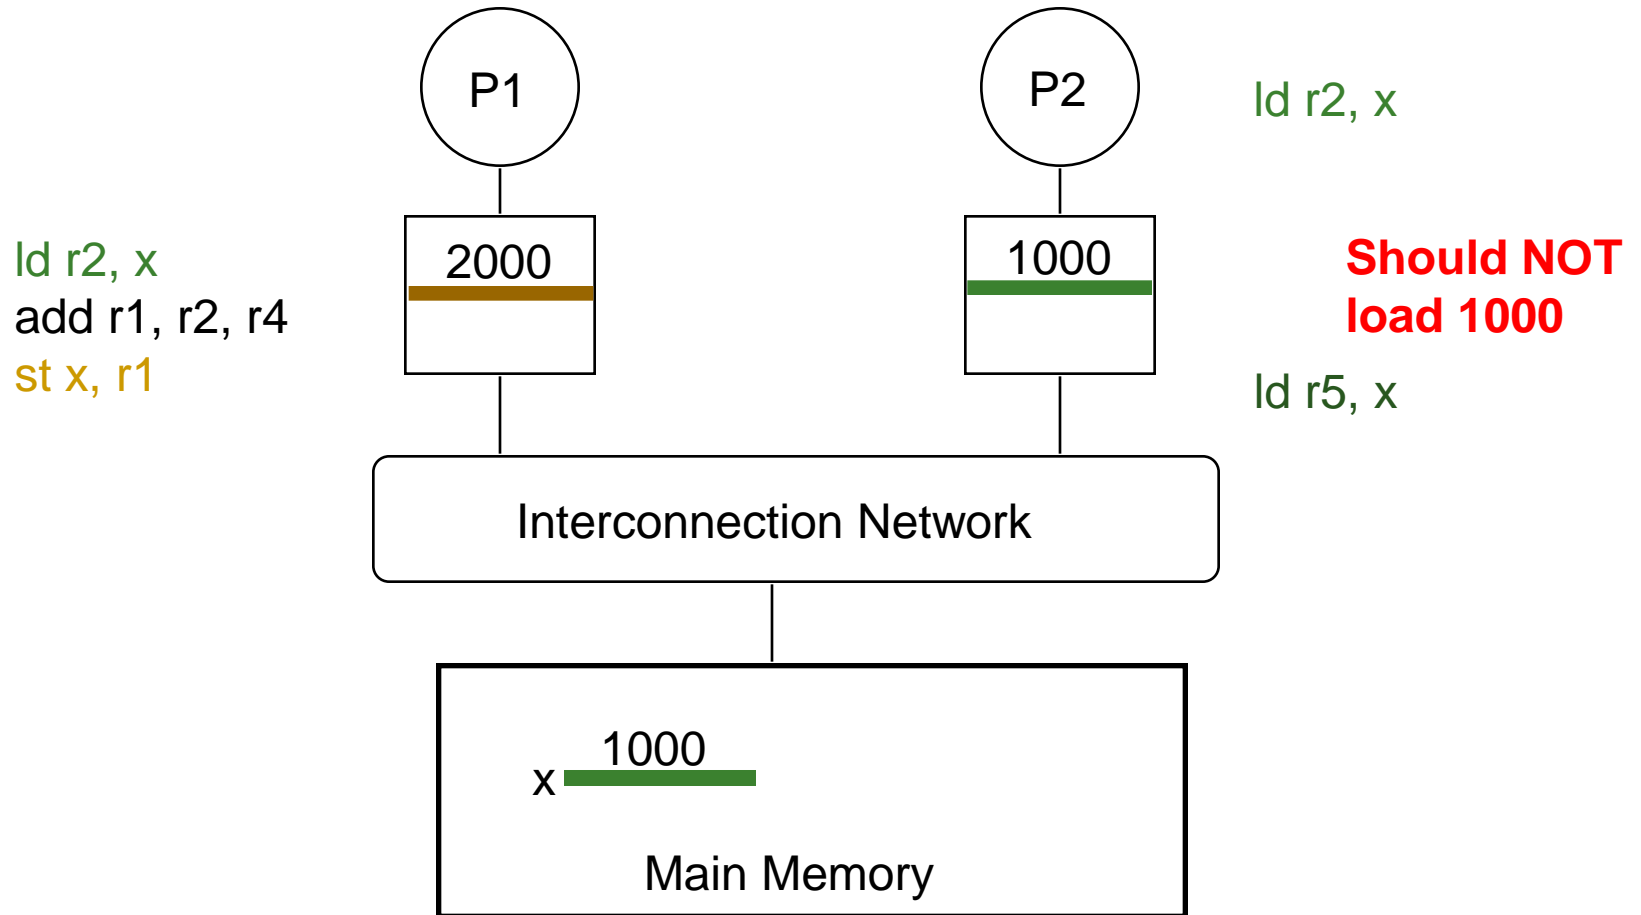 P1
P2
ld r2, x
2000
1000
ld r2, x
add r1, r2, r4
st x, r1
Should NOT
load 1000
ld r5, x
Interconnection Network
1000
x
Main Memory